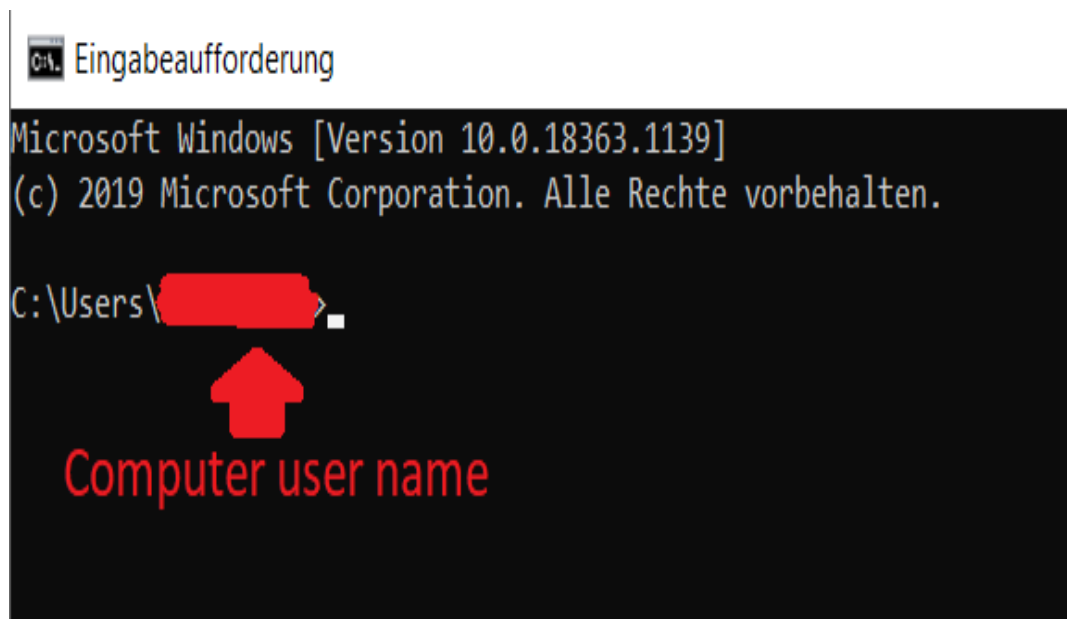 Eingabeaufforderung
Microsoft Windows [Version 10.0.18363.1139]
(c) 2019 Microsoft Corporation. Alle Rechte vorbehalten.
C:\Users\ >_
Computer user name